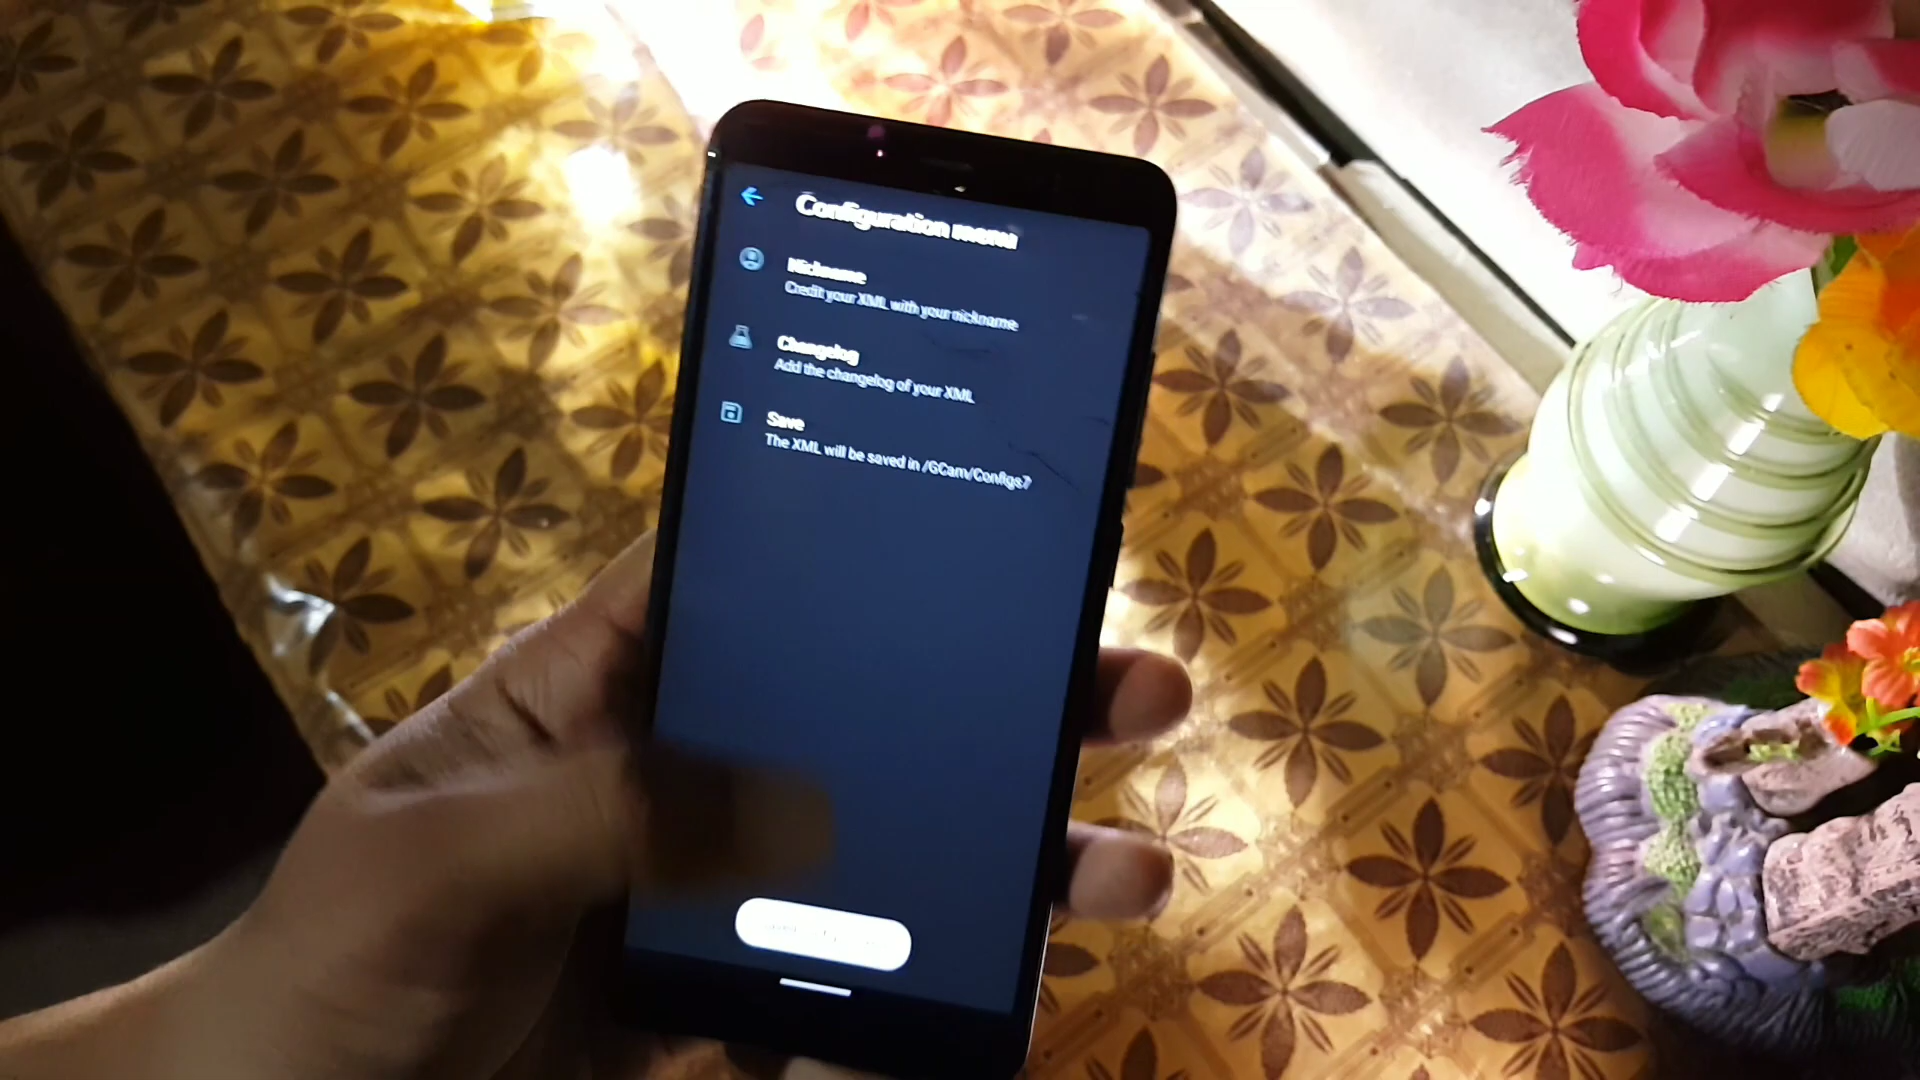 Configuration menu
Nickname
Credit your XML with your nickname
Changelog
Add the changelog of your XML
Save
The XML will be saved in /GCam/Configs7